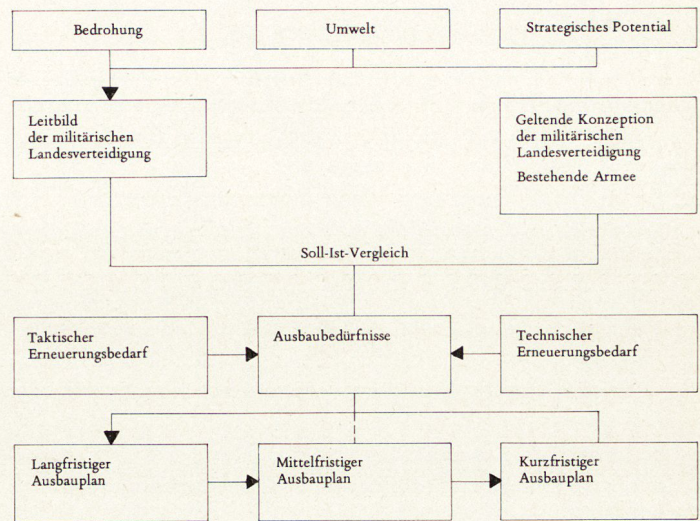 Bedrohung
Umwelt
Strategisches Potential
Leitbild
der militärischen
Landesverteidigung
Geltende Konzeption
der militärischen
Landesverteidigung
Bestehende Armee
Soll-Ist-Vergleich
Taktischer
Erneuerungsbedarf
Ausbaubedürfnisse
Technischer
Erneuerungsbedarf
Langfristiger
Ausbauplan
Mittelfristiger
Ausbauplan
Kurzfristiger
Ausbauplan